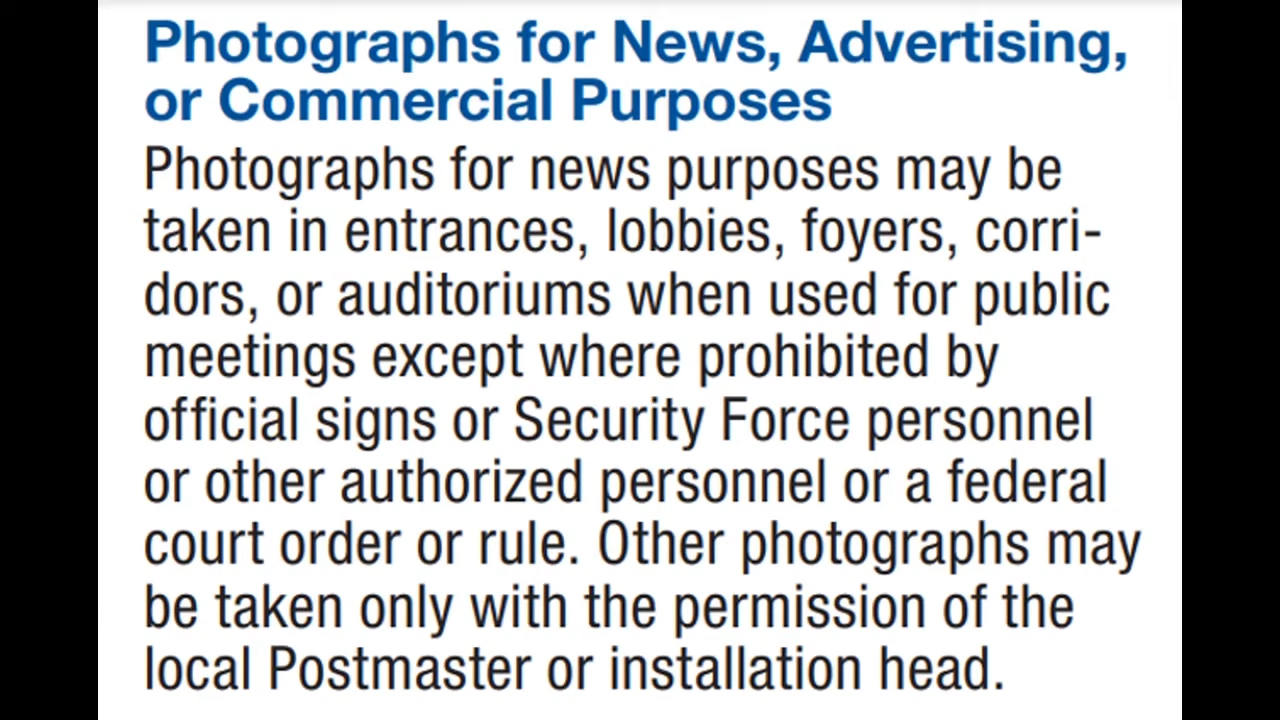 Photographs for News, Advertising,
or Commercial Purposes
Photographs for news purposes may be
taken in entrances, lobbies, foyers, corri-
dors, or auditoriums when used for public
meetings except where prohibited by
official signs or Security Force personnel
or other authorized personnel or a federal
court order or rule. Other photographs may
be taken only with the permission of the
local Postmaster or installation head.